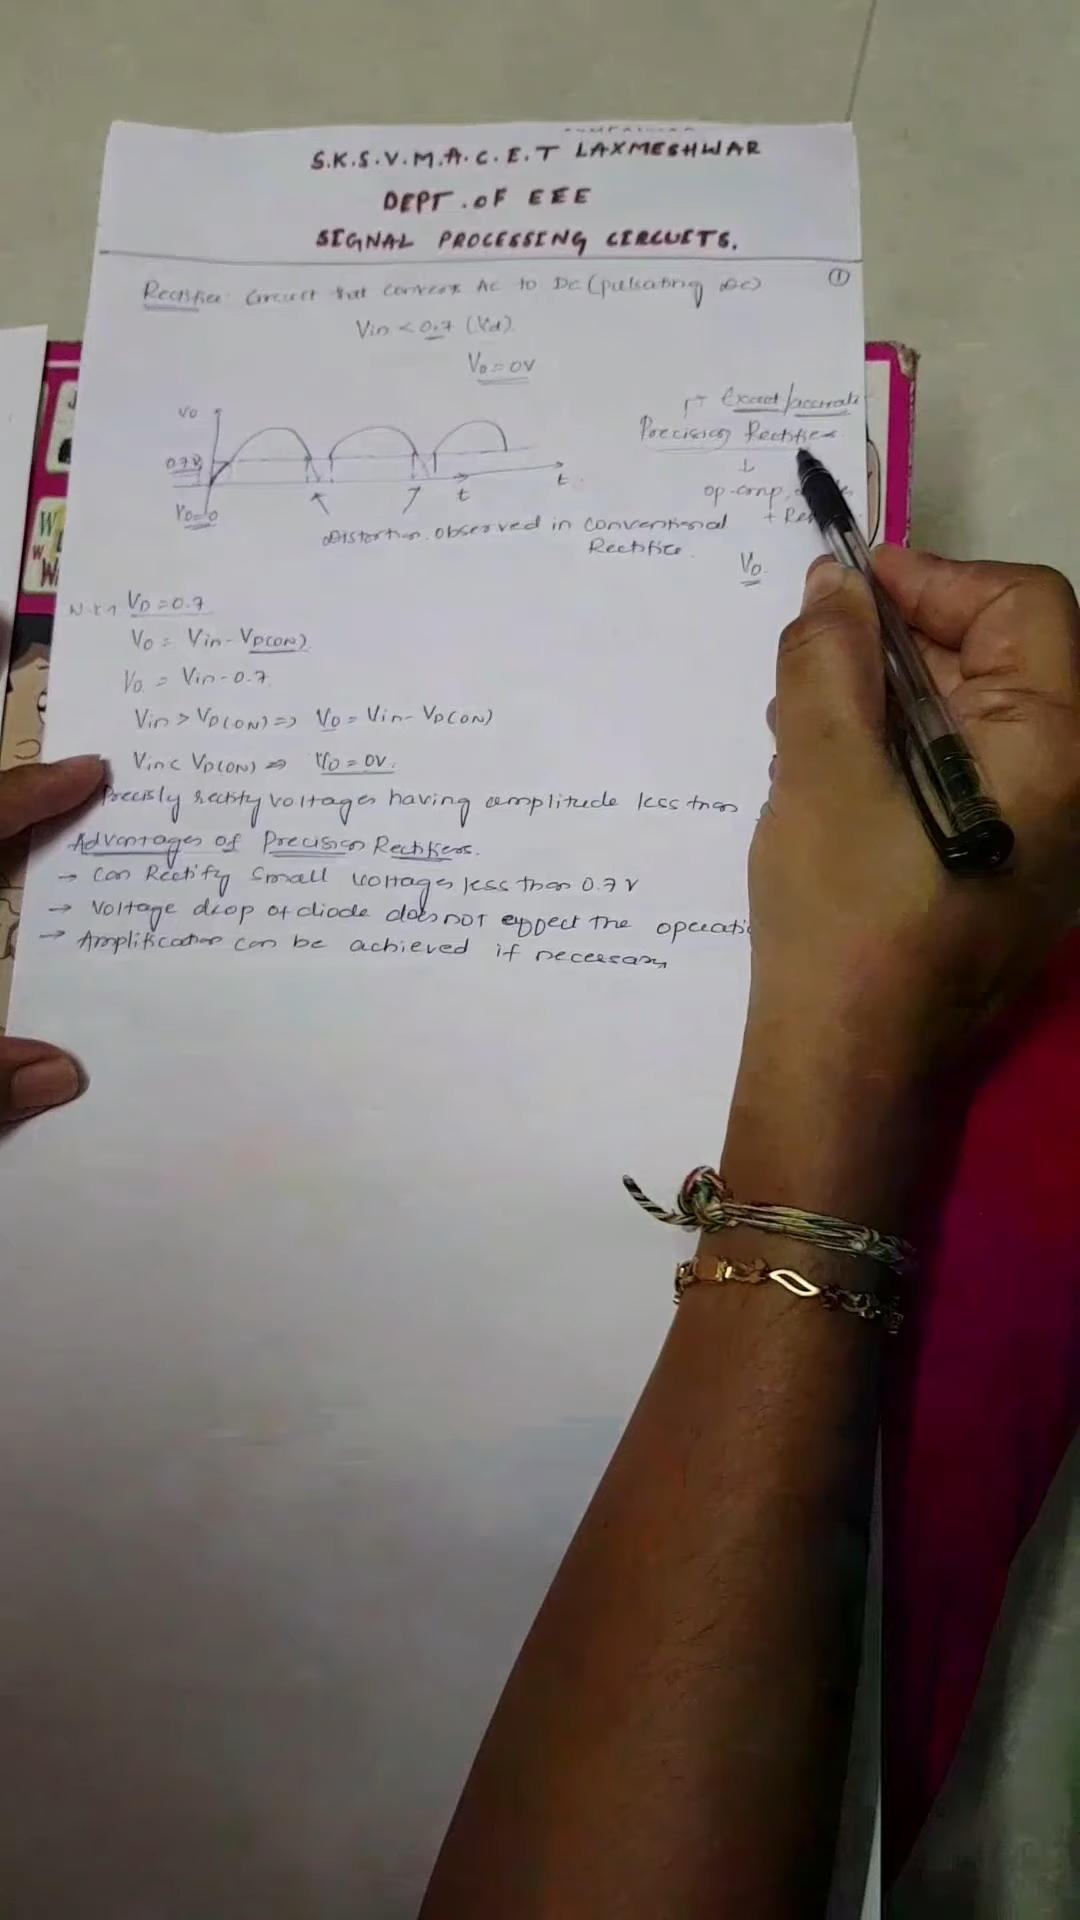 S.K.S.V.M.A.C.E.T LAXMESHWAR
DEPT. OF EEE
SIGNAL PROCESSING CIRCUITS.
①
Rectifier: Circuit that converts AC to DC (pulsating DC)
Vin < 0.7 (Vd)
Vo = 0V
Exact/accurate
Precision Rectifier
↓
op-amp,
+ Re
Vo
Vo
0.7V
Vo=0
t
t
Distortion observed in conventional
Rectifier.
W.K.T VD = 0.7
Vo = Vin - VD(ON)
Vo = Vin - 0.7
Vin > VD(ON) => Vo = Vin - VD(ON)
Vin < VD(ON) => Vo = 0V.
Precisly rectify voltages having amplitude less than
Advantages of Precision Rectifiers.
→ Can Rectify Small voltages less than 0.7 V
→ Voltage drop of diode does not effect the operatio
→ Amplification can be achieved if necessary